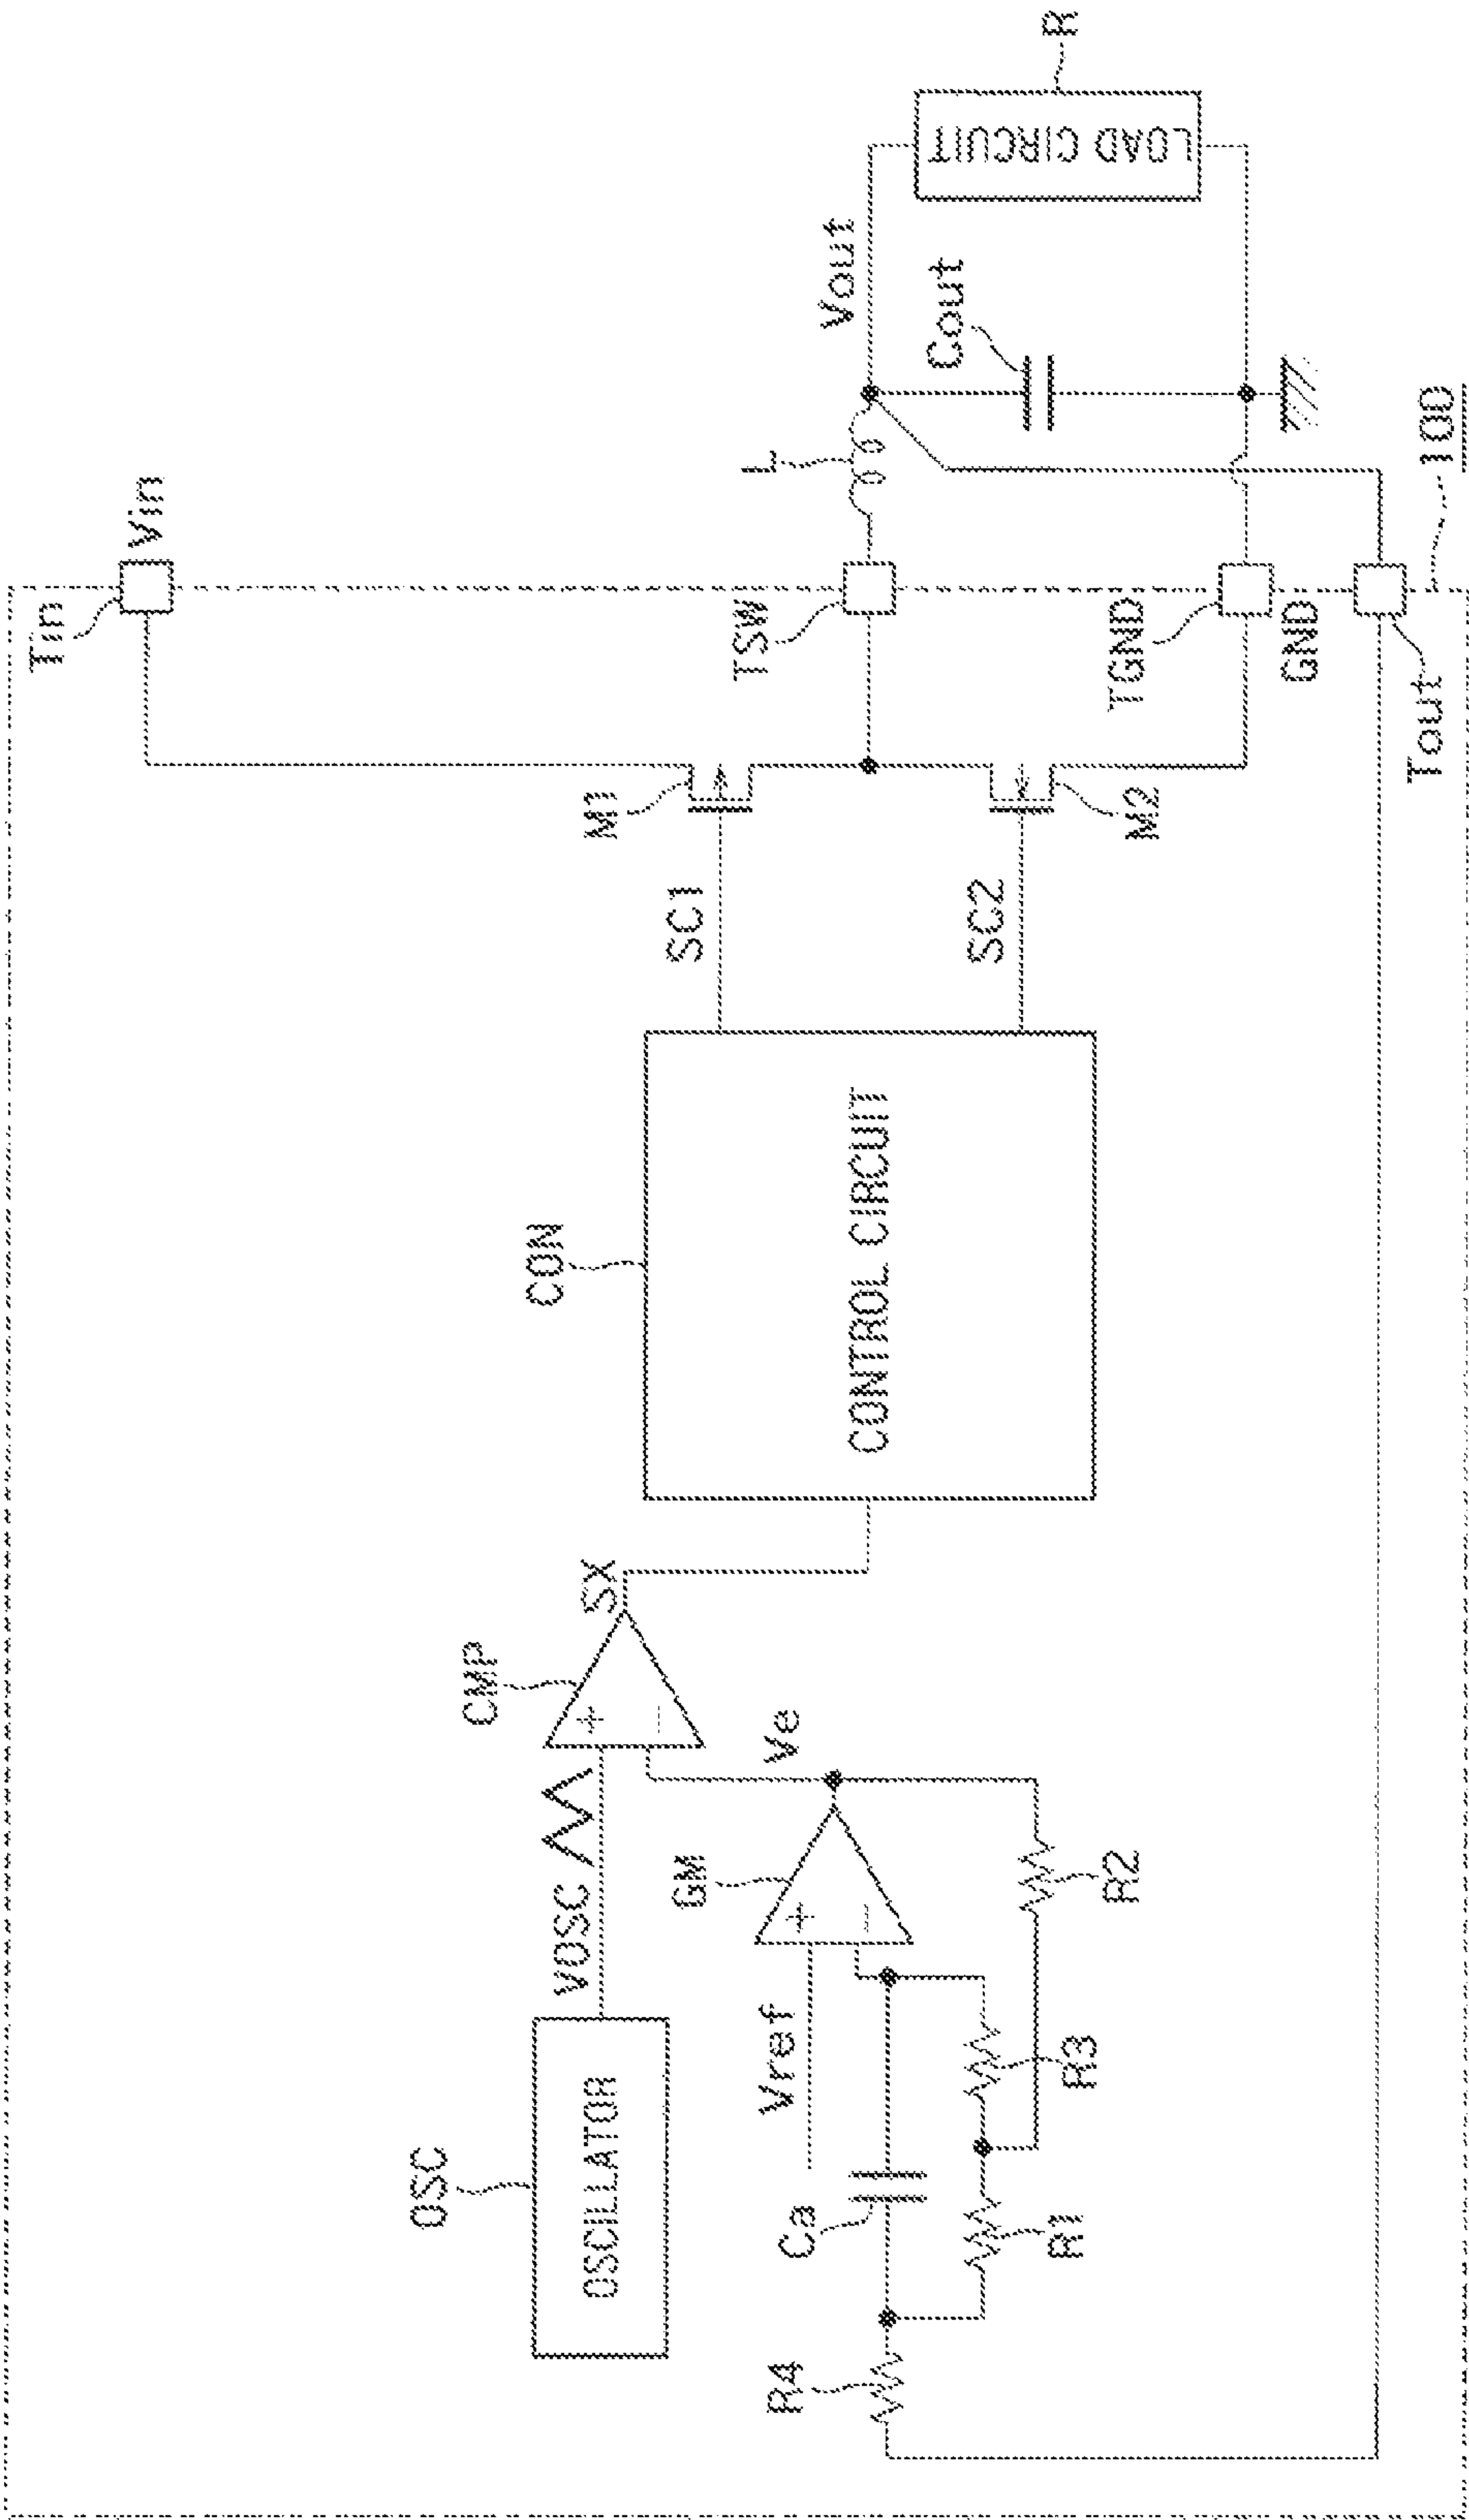 Tin
Vin
M1
TSW
L
Vout
R
LOAD CIRCUIT
Cout
SC1
SC2
M2
TGND
GND
Tout
100
CON
CONTROL CIRCUIT
CMP
SX
+
−
OSC
OSCILLATOR
VOSC
Ve
GM
+
−
Vref
Ca
R4
R1
R3
R2